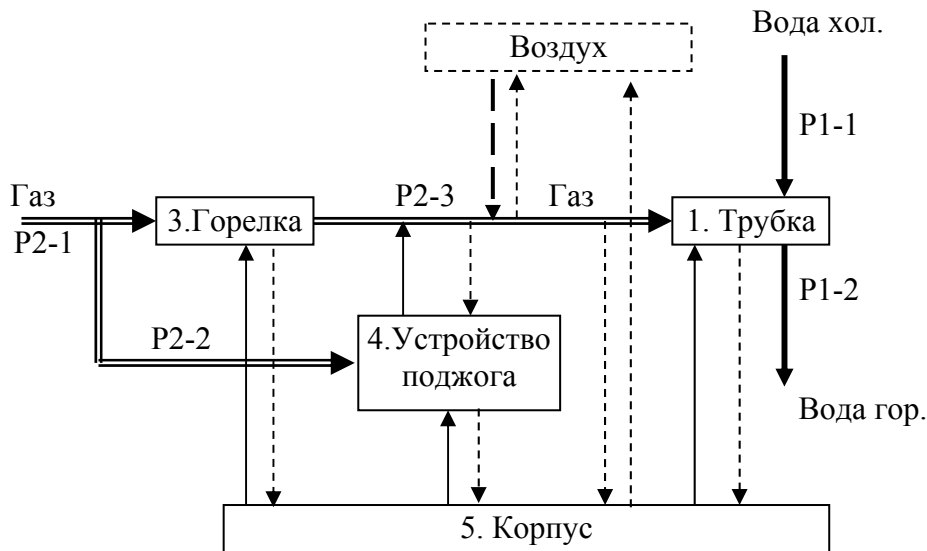 Воздух
Вода хол.
Р1-1
Газ
Р2-3
Газ
Р2-1
3.Горелка
1. Трубка
Р1-2
Р2-2
4.Устройство
поджога
Вода гор.
5. Корпус